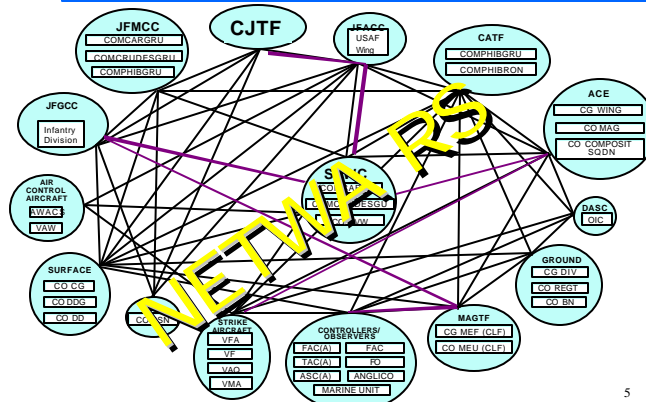 JFMCC
COMCARGRU
COMCRUDESGRU
COMPHIBGRU
CJTF
JFACC
USAF
Wing
CATF
COMPHIBGRU
COMPHIBRON
ACE
CG WING
CO MAG
CO COMPOSIT
SQDN
JFGCC
Infantry
Division
AIR
CONTROL
AIRCRAFT
AWACS
VAW
NETWARS
DASC
OIC
SURFACE
CO CG
CO DDG
CO DD
STRIKE
AIRCRAFT
VFA
VF
VAQ
VMA
CONTROLLERS/
OBSERVERS
FAC(A)
FAC
TAC(A)
FO
ASC(A)
ANGLICO
MARINE UNIT
MAGTF
CG MEF (CLF)
CO MEU (CLF)
GROUND
CG DIV
CO REGT
CO BN
5